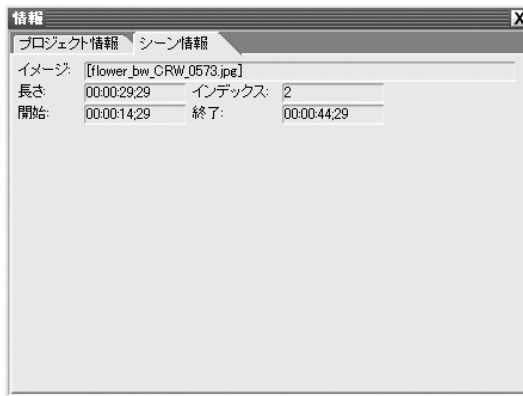 情報
プロジェクト情報 シーン情報
イメージ: [flower_bw_CRW_0573.jpg]
長さ: 00:00:29;29 インデックス: 2
開始: 00:00:14;29 終了: 00:00:44;29